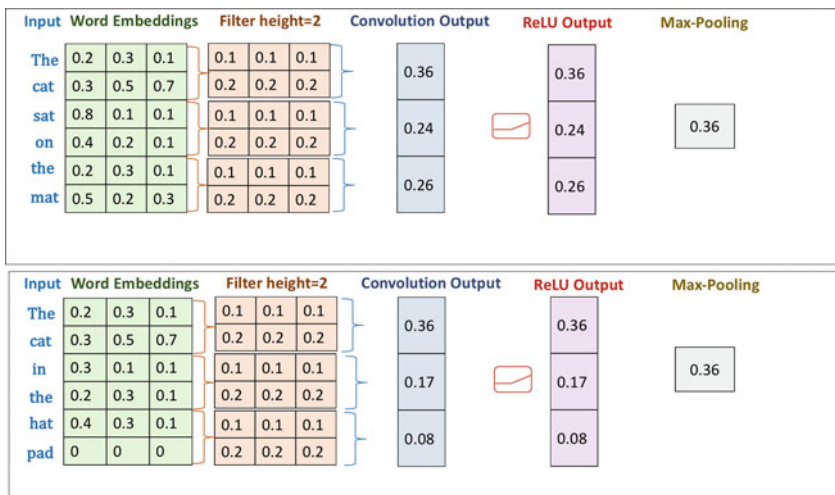 Input Word Embeddings Filter height=2 Convolution Output ReLU Output Max-Pooling
The 0.2 0.3 0.1 0.1 0.1 0.1
0.36 0.36
cat 0.3 0.5 0.7 0.2 0.2 0.2
sat 0.8 0.1 0.1 0.1 0.1 0.1
0.24 0.24 0.36
on 0.4 0.2 0.1 0.2 0.2 0.2
the 0.2 0.3 0.1 0.1 0.1 0.1
0.26 0.26
mat 0.5 0.2 0.3 0.2 0.2 0.2
Input Word Embeddings Filter height=2 Convolution Output ReLU Output Max-Pooling
The 0.2 0.3 0.1 0.1 0.1 0.1
0.36 0.36
cat 0.3 0.5 0.7 0.2 0.2 0.2
in 0.3 0.1 0.1 0.1 0.1 0.1
0.17 0.17 0.36
the 0.2 0.3 0.1 0.2 0.2 0.2
hat 0.4 0.3 0.1 0.1 0.1 0.1
0.08 0.08
pad 0 0 0 0.2 0.2 0.2